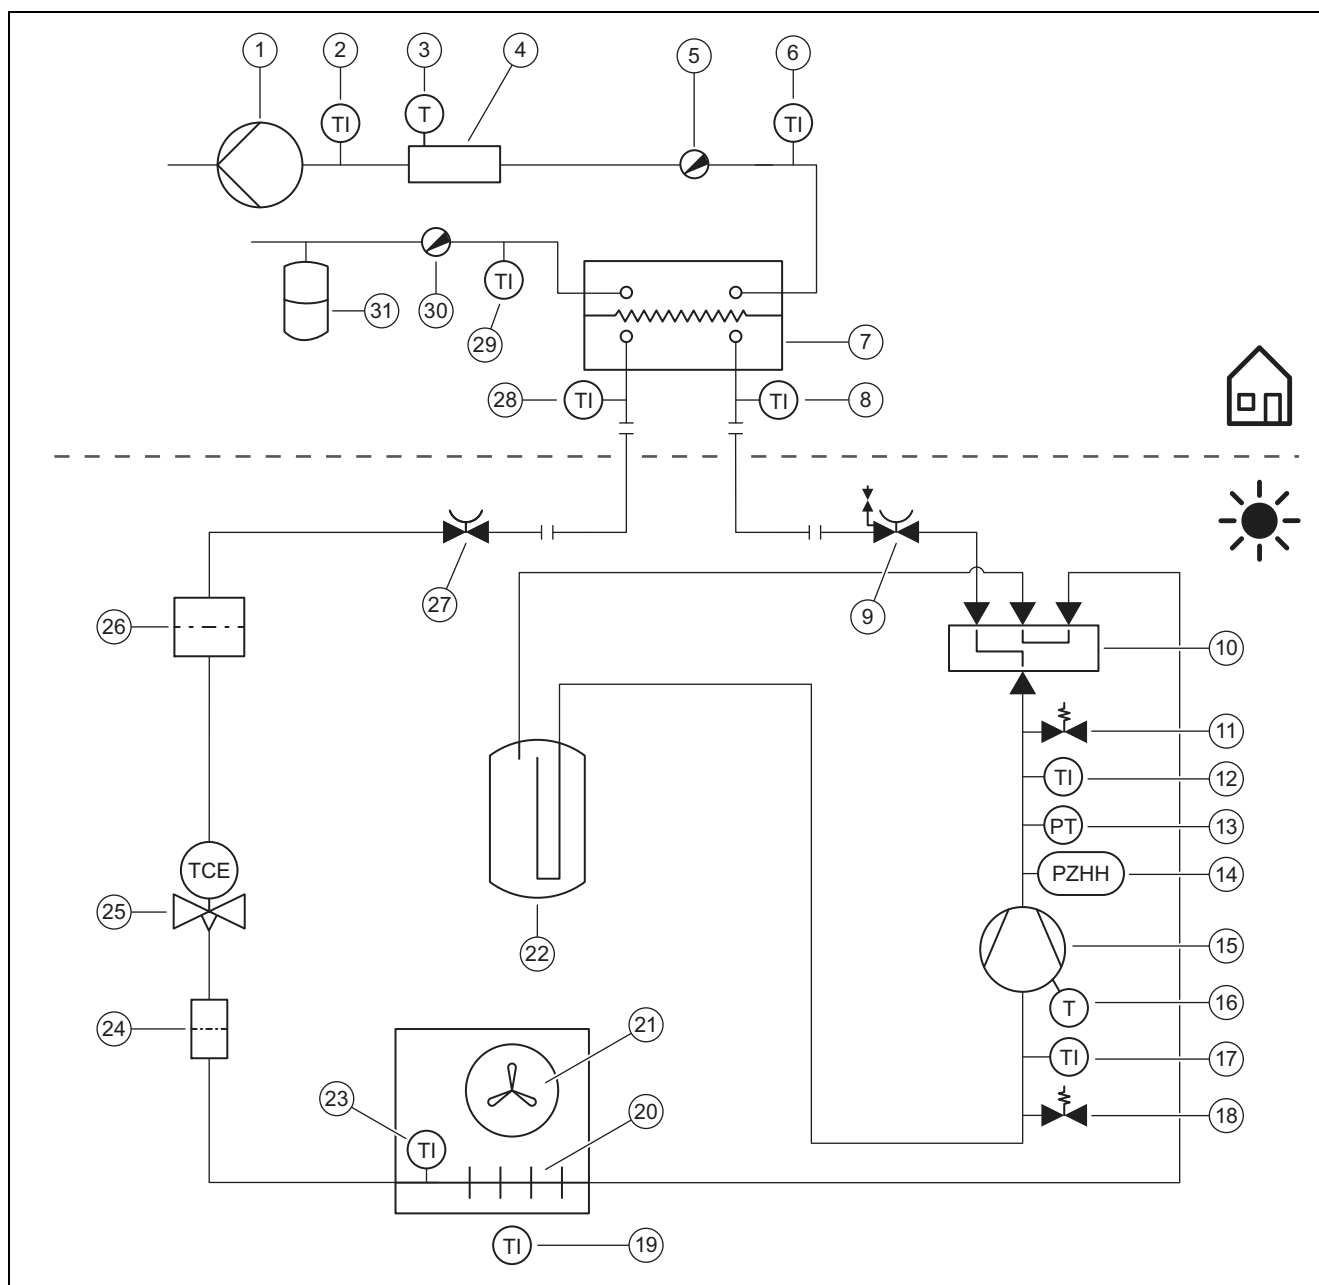 1 2 3 4 5 6
TI T TI
TI
31 30 29 7
28 TI TI 8
27 9
26 10
11
TI 12
PT 13
TCE PZHH 14
25 22 15
24 T 16
21 TI 17
23 20 18
TI
TI 19